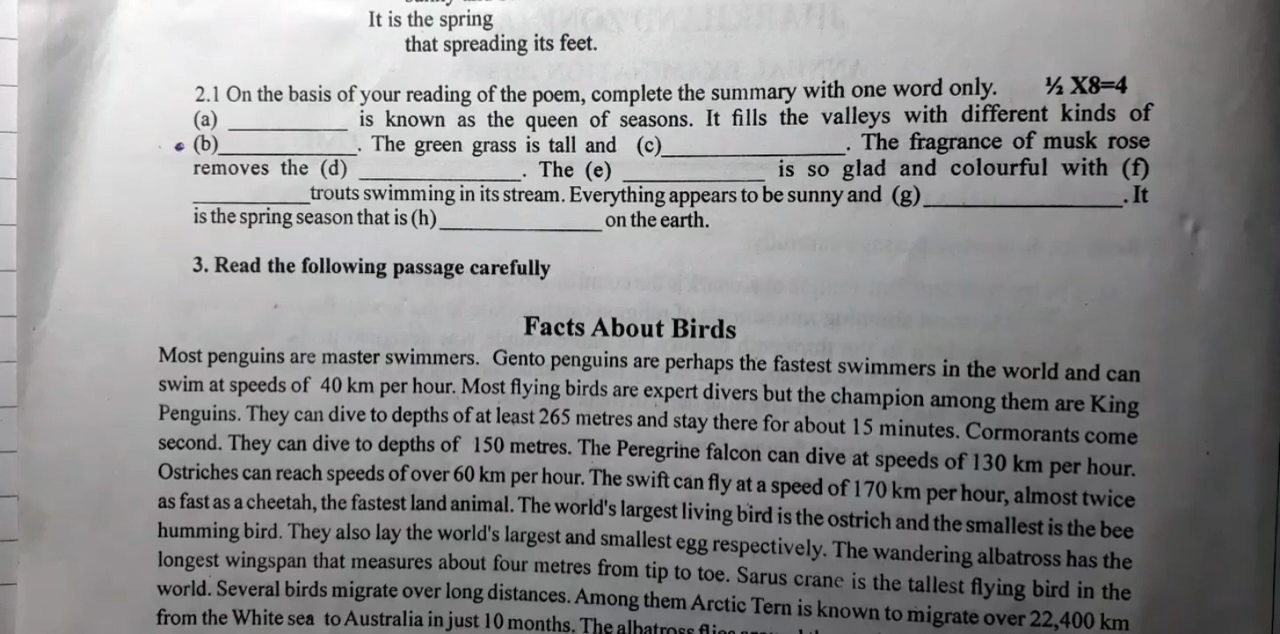 It is the spring
that spreading its feet.
2.1 On the basis of your reading of the poem, complete the summary with one word only. ½ X8=4
(a) ____________ is known as the queen of seasons. It fills the valleys with different kinds of
(b)______________. The green grass is tall and (c)__________________. The fragrance of musk rose
removes the (d) ________________. The (e) ______________ is so glad and colourful with (f)
____________trouts swimming in its stream. Everything appears to be sunny and (g)____________________. It
is the spring season that is (h)________________ on the earth.
3. Read the following passage carefully
Facts About Birds
Most penguins are master swimmers. Gento penguins are perhaps the fastest swimmers in the world and can
swim at speeds of 40 km per hour. Most flying birds are expert divers but the champion among them are King
Penguins. They can dive to depths of at least 265 metres and stay there for about 15 minutes. Cormorants come
second. They can dive to depths of 150 metres. The Peregrine falcon can dive at speeds of 130 km per hour.
Ostriches can reach speeds of over 60 km per hour. The swift can fly at a speed of 170 km per hour, almost twice
as fast as a cheetah, the fastest land animal. The world's largest living bird is the ostrich and the smallest is the bee
humming bird. They also lay the world's largest and smallest egg respectively. The wandering albatross has the
longest wingspan that measures about four metres from tip to toe. Sarus crane is the tallest flying bird in the
world. Several birds migrate over long distances. Among them Arctic Tern is known to migrate over 22,400 km
from the White sea to Australia in just 10 months. The albatross flies